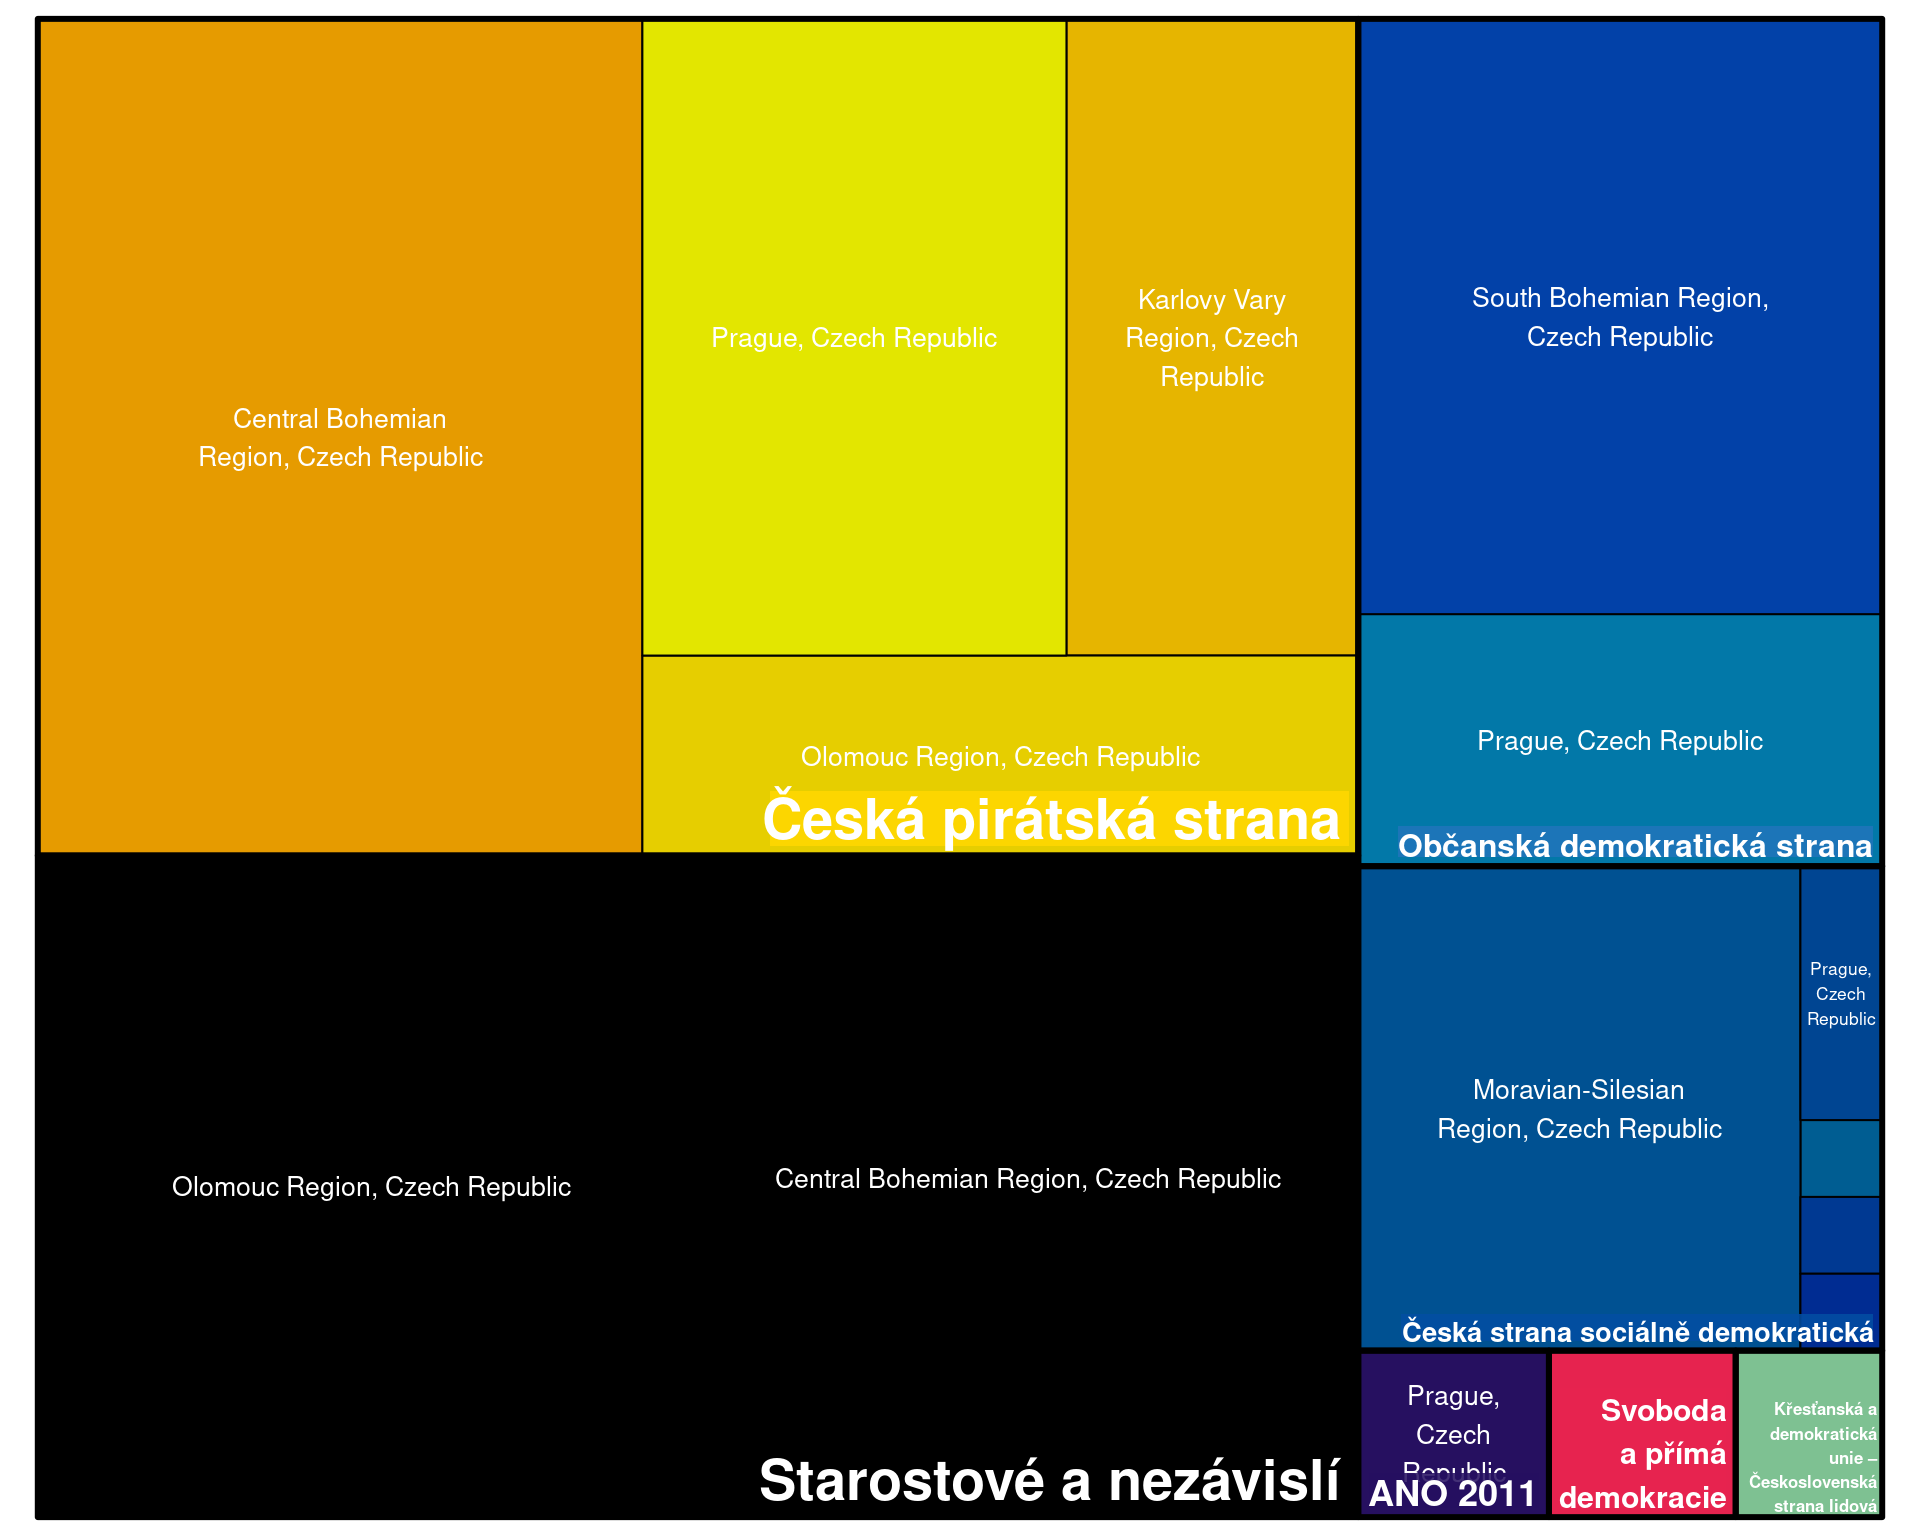 Central Bohemian
Region, Czech Republic
Prague, Czech Republic
Karlovy Vary
Region, Czech
Republic
Olomouc Region, Czech Republic
Česká pirátská strana
South Bohemian Region,
Czech Republic
Prague, Czech Republic
Občanská demokratická strana
Olomouc Region, Czech Republic
Central Bohemian Region, Czech Republic
Starostové a nezávislí
Moravian-Silesian
Region, Czech Republic
Prague,
Czech
Republic
Česká strana sociálně demokratická
Prague,
Czech
Republic
ANO 2011
Svoboda
a přímá
demokracie
Křesťanská a
demokratická
unie –
Československá
strana lidová